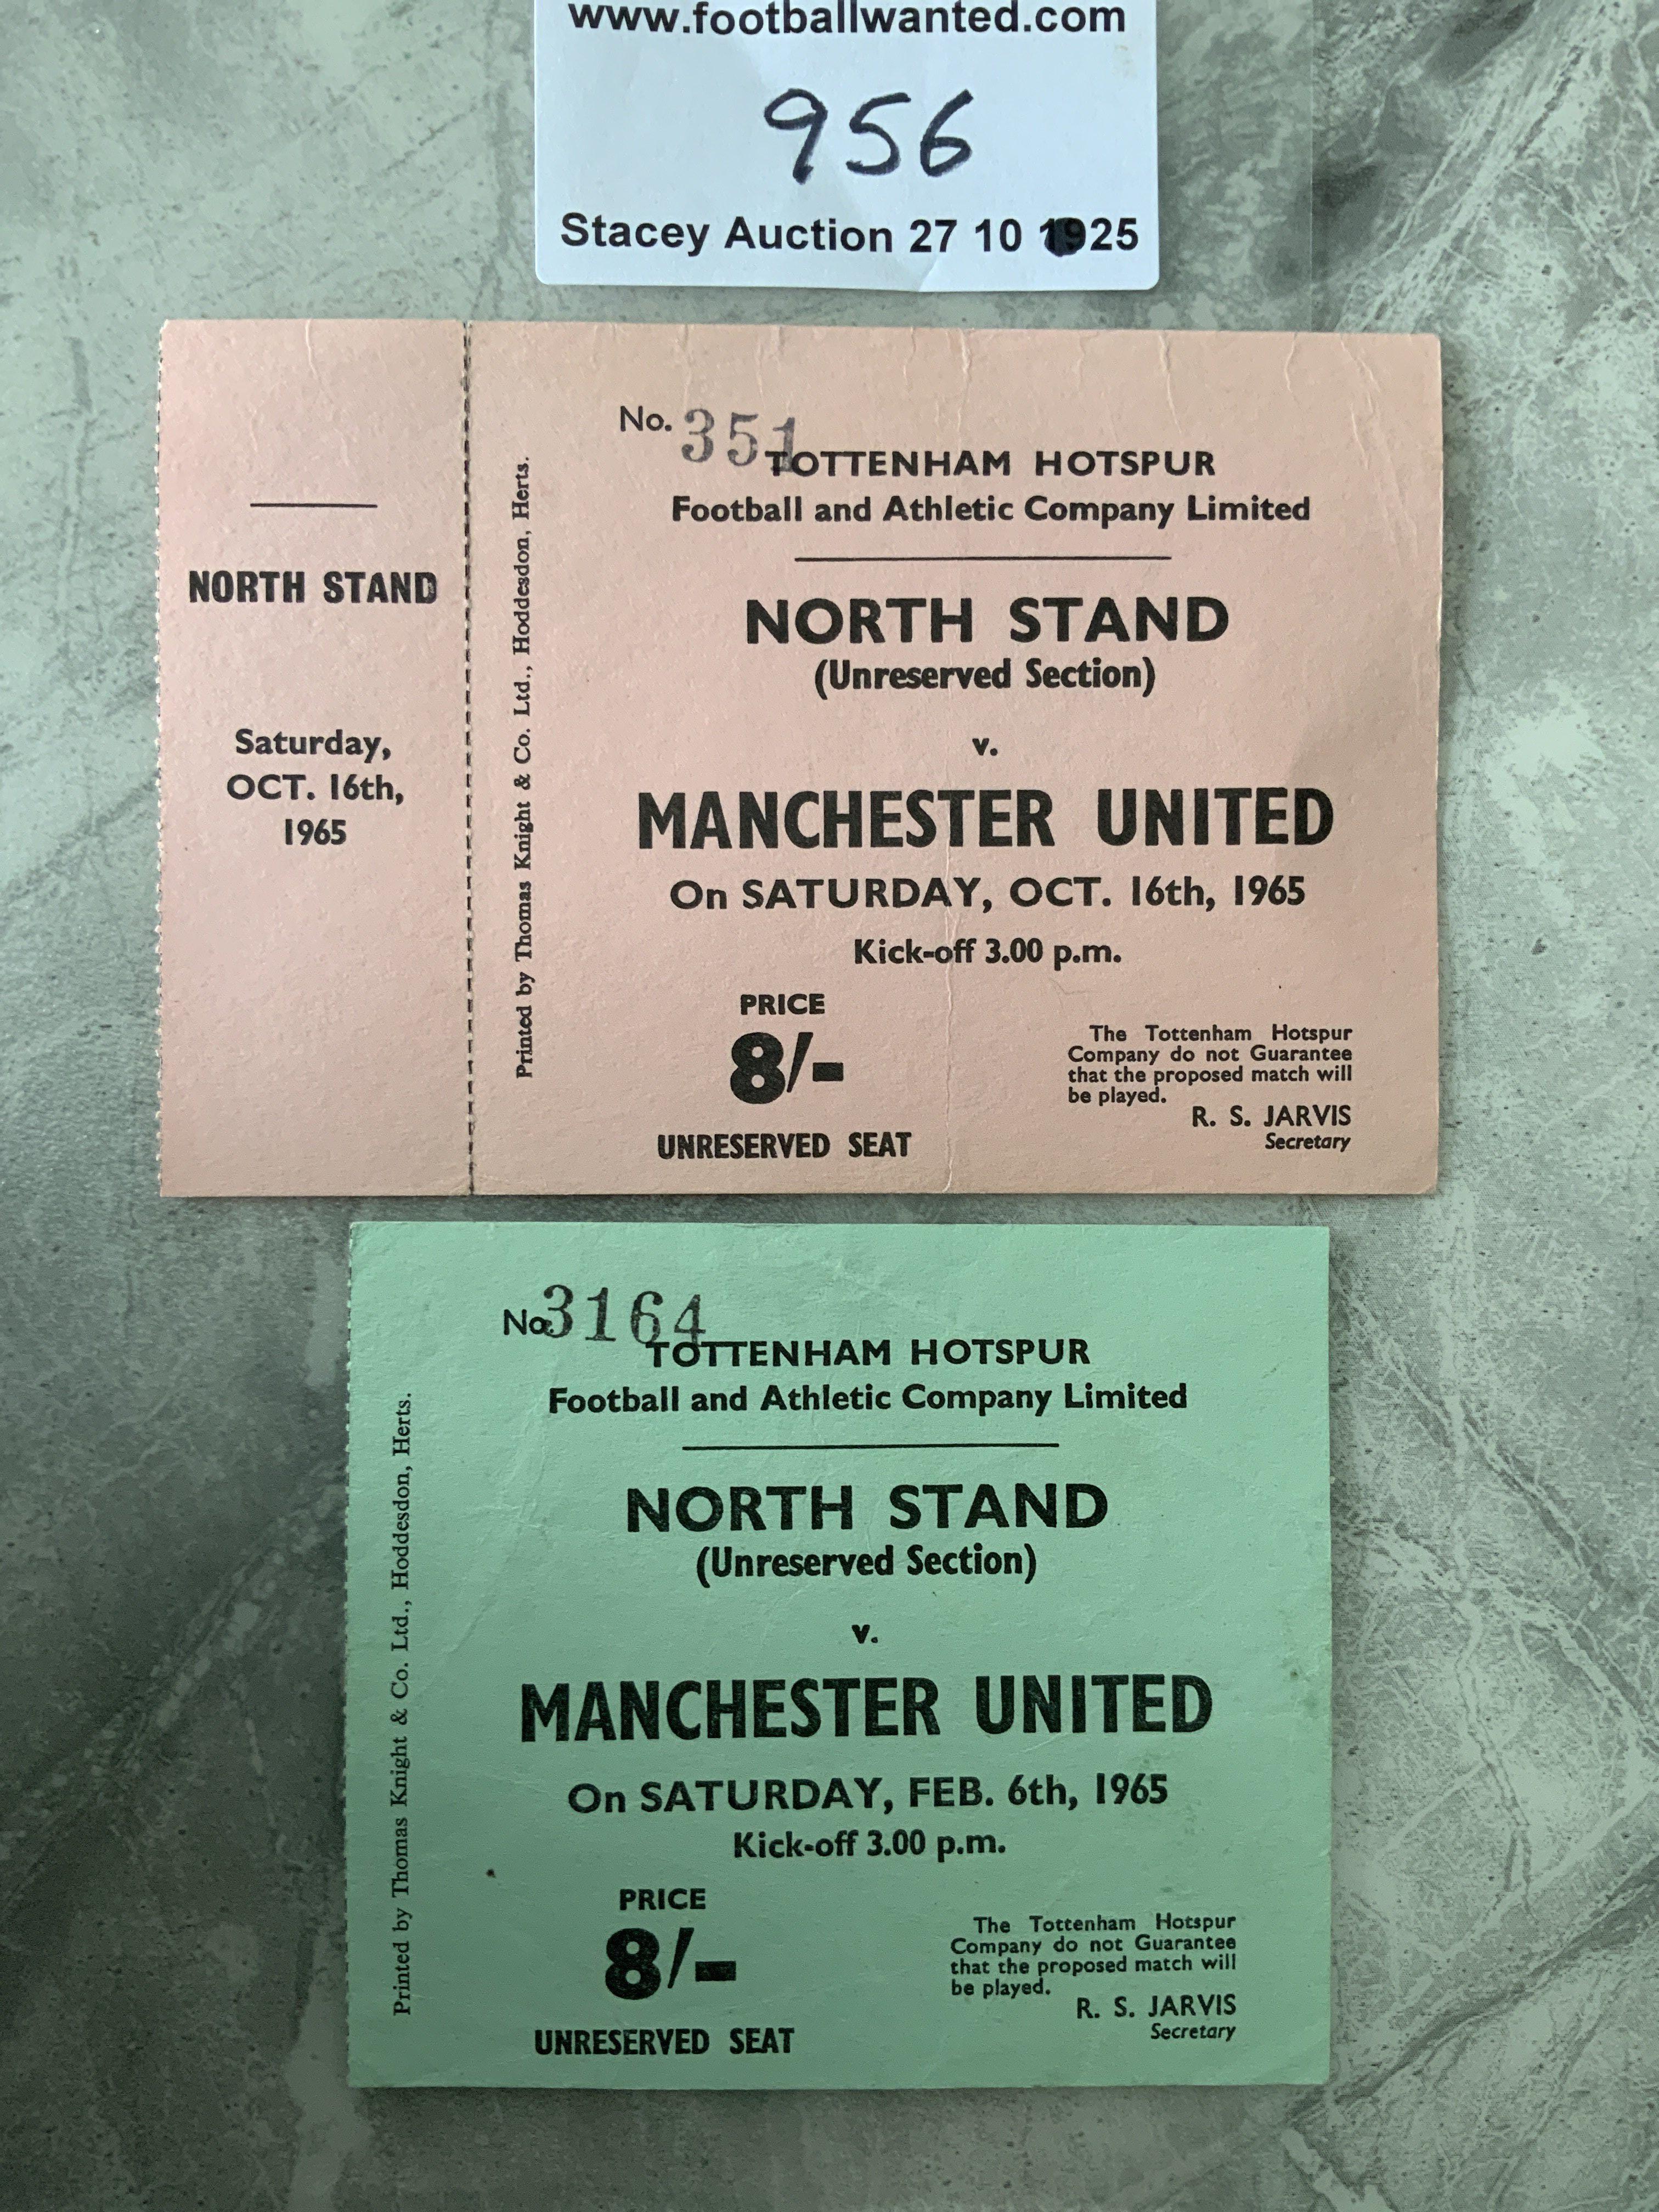 www.footballwanted.com
956
Stacey Auction 27 10 1925
NORTH STAND
Saturday,
OCT. 16th,
1965
Printed by Thomas Knight & Co. Ltd., Hoddesdon, Herts.
No. 351
TOTTENHAM HOTSPUR
Football and Athletic Company Limited
NORTH STAND
(Unreserved Section)
v.
MANCHESTER UNITED
On SATURDAY, OCT. 16th, 1965
Kick-off 3.00 p.m.
PRICE
8/-
UNRESERVED SEAT
The Tottenham Hotspur
Company do not Guarantee
that the proposed match will
be played.
R. S. JARVIS
Secretary
Printed by Thomas Knight & Co. Ltd., Hoddesdon, Herts.
No. 3164
TOTTENHAM HOTSPUR
Football and Athletic Company Limited
NORTH STAND
(Unreserved Section)
v.
MANCHESTER UNITED
On SATURDAY, FEB. 6th, 1965
Kick-off 3.00 p.m.
PRICE
8/-
UNRESERVED SEAT
The Tottenham Hotspur
Company do not Guarantee
that the proposed match will
be played.
R. S. JARVIS
Secretary